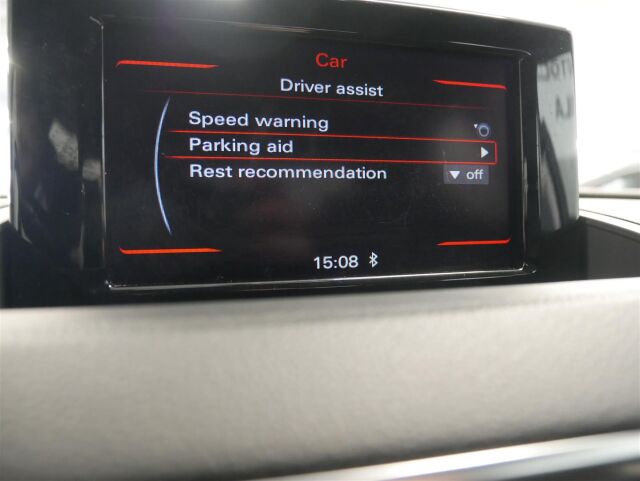 Car
Driver assist
Speed warning
Parking aid
Rest recommendation
off
15:08